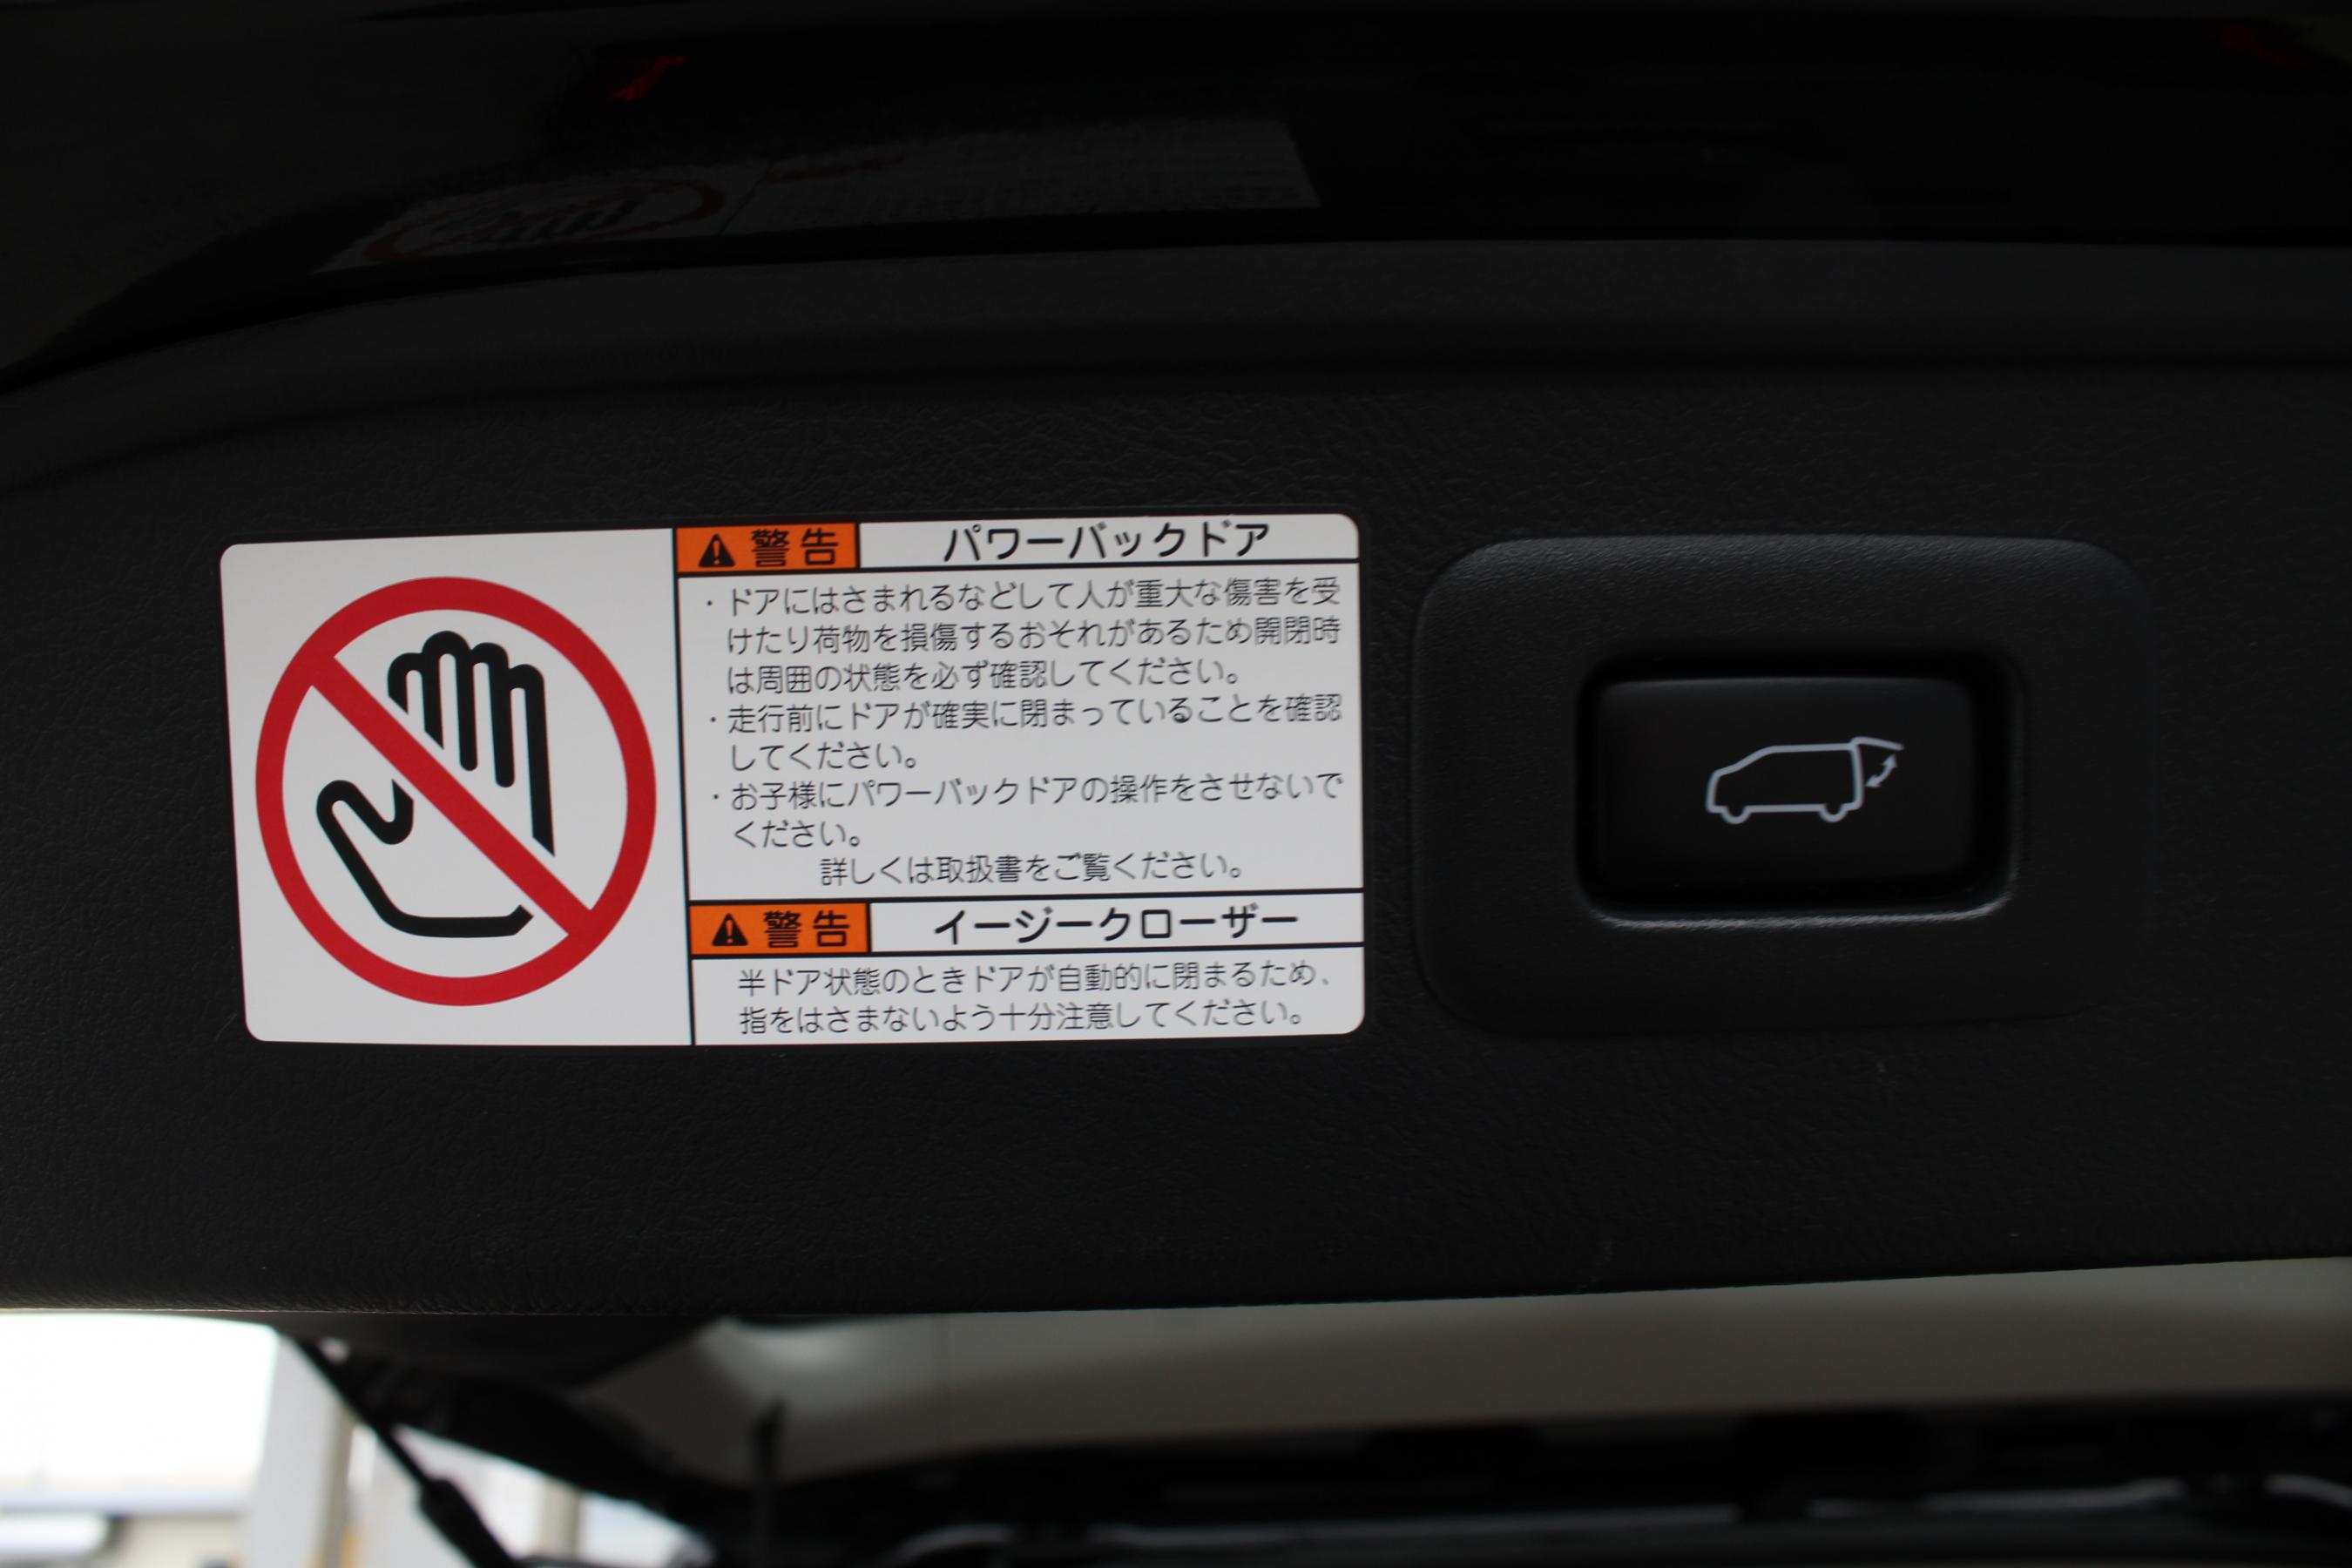 警告 パワーバックドア
・ドアにはさまれるなどして人が重大な傷害を受
けたり荷物を損傷するおそれがあるため開閉時
は周囲の状態を必ず確認してください。
・走行前にドアが確実に閉まっていることを確認
してください。
・お子様にパワーバックドアの操作をさせないで
ください。
詳しくは取扱書をご覧ください。
警告 イージークローザー
半ドア状態のときドアが自動的に閉まるため、
指をはさまないよう十分注意してください。